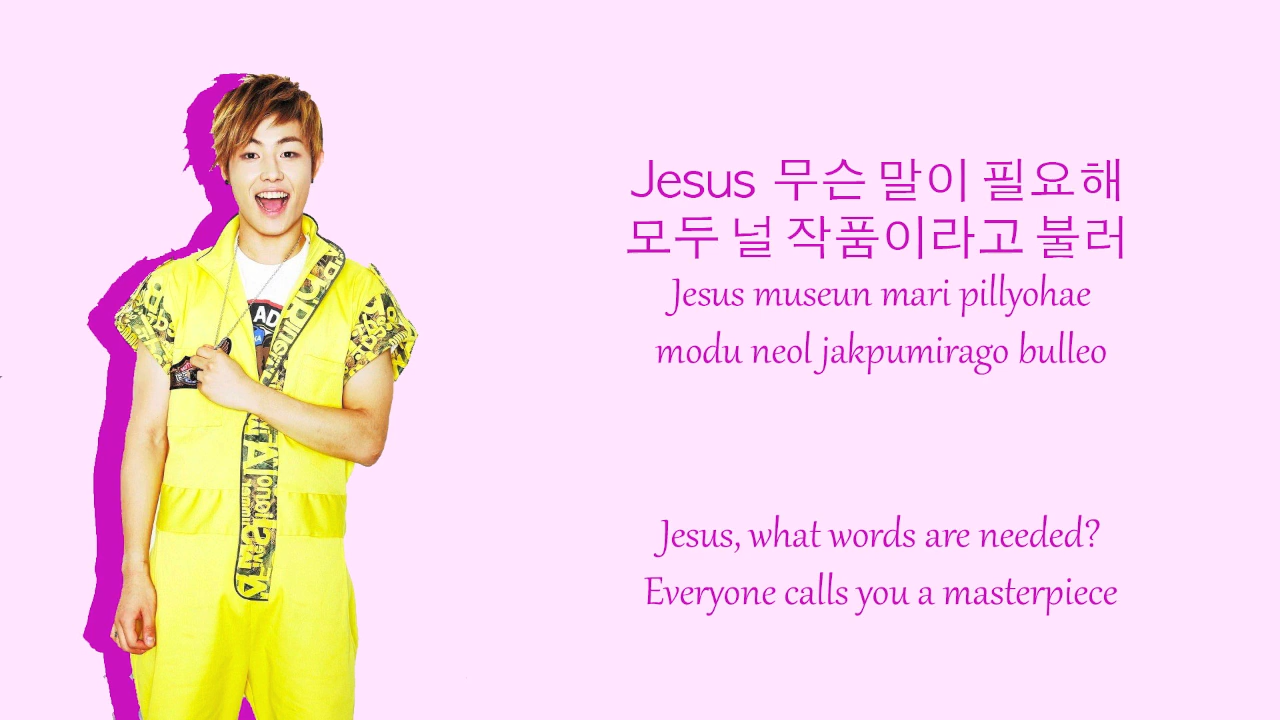 Jesus 무슨 말이 필요해
모두 널 작품이라고 불러
Jesus museun mari pillyohae
modu neol jakpumirago bulleo
Jesus, what words are needed?
Everyone calls you a masterpiece